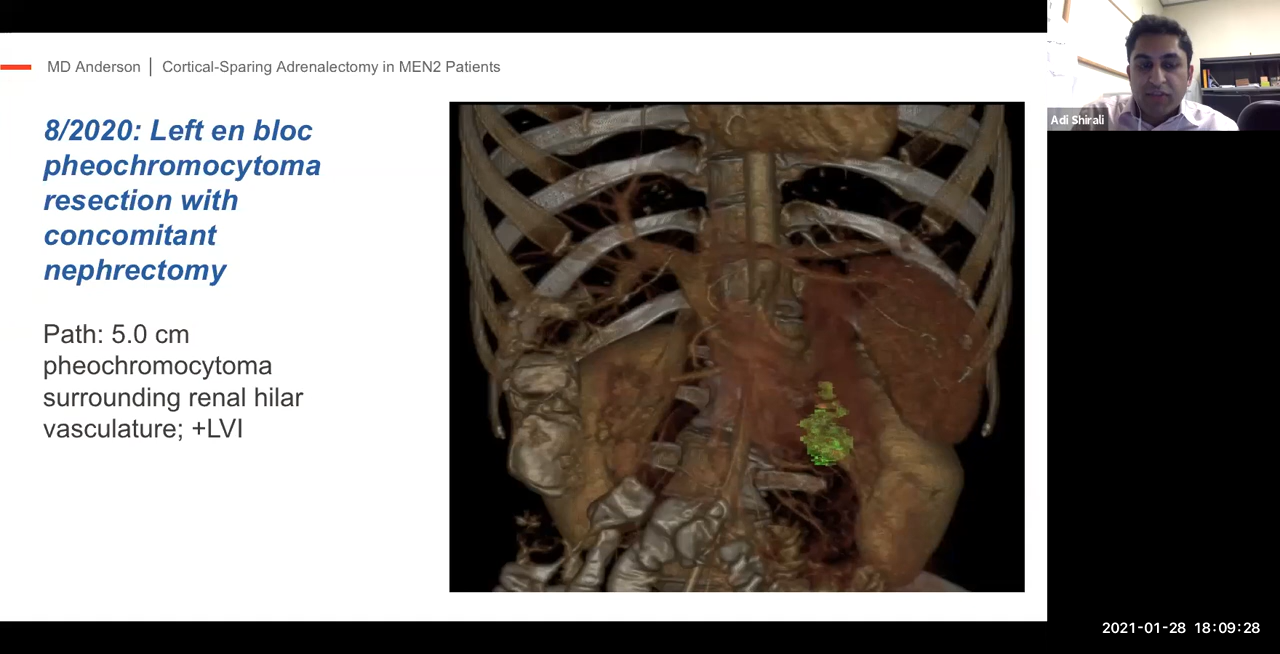 MD Anderson | Cortical-Sparing Adrenalectomy in MEN2 Patients
8/2020: Left en bloc
pheochromocytoma
resection with
concomitant
nephrectomy
Path: 5.0 cm
pheochromocytoma
surrounding renal hilar
vasculature; +LVI
Adi Shirali
2021-01-28 18:09:28